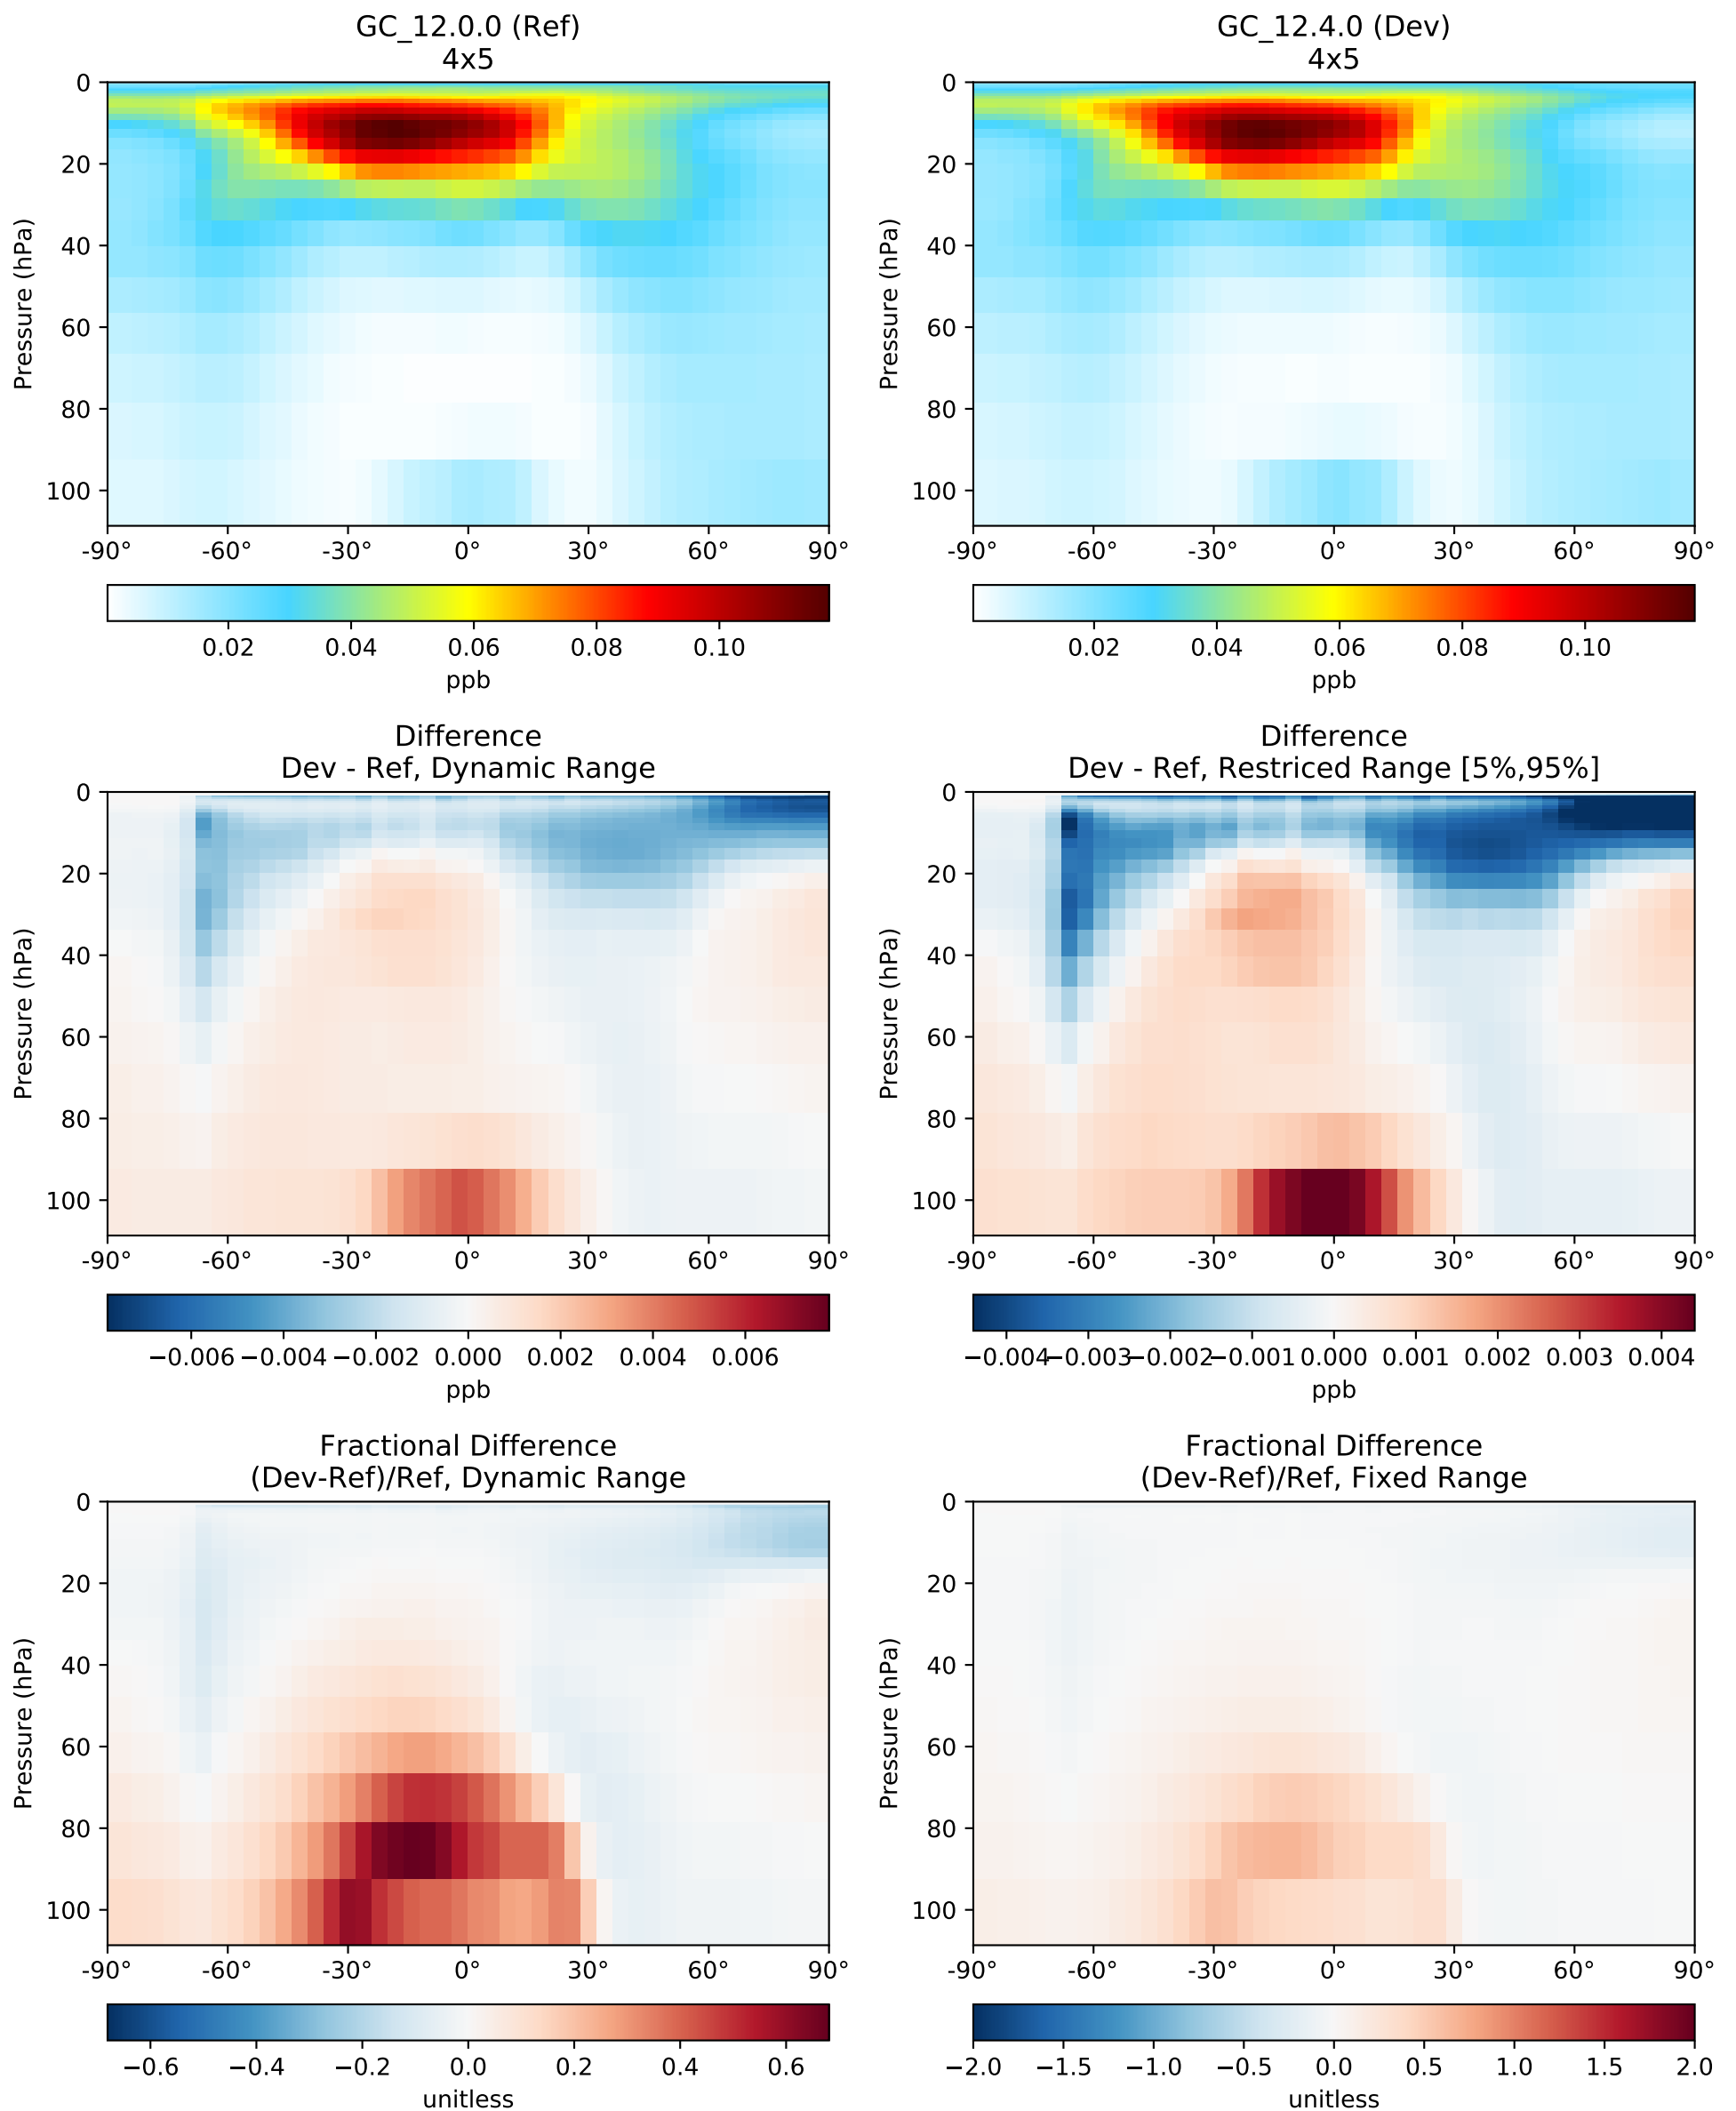 GC_12.0.0 (Ref)
4x5
Pressure (hPa)
0
20
40
60
80
100
-90° -60° -30° 0° 30° 60° 90°
0.02 0.04 0.06 0.08 0.10
ppb
GC_12.4.0 (Dev)
4x5
Pressure (hPa)
0
20
40
60
80
100
-90° -60° -30° 0° 30° 60° 90°
0.02 0.04 0.06 0.08 0.10
ppb
Difference
Dev - Ref, Dynamic Range
Pressure (hPa)
0
20
40
60
80
100
-90° -60° -30° 0° 30° 60° 90°
−0.006 −0.004 −0.002 0.000 0.002 0.004 0.006
ppb
Difference
Dev - Ref, Restriced Range [5%,95%]
Pressure (hPa)
0
20
40
60
80
100
-90° -60° -30° 0° 30° 60° 90°
−0.004 −0.003 −0.002 −0.001 0.000 0.001 0.002 0.003 0.004
ppb
Fractional Difference
(Dev-Ref)/Ref, Dynamic Range
Pressure (hPa)
0
20
40
60
80
100
-90° -60° -30° 0° 30° 60° 90°
−0.6 −0.4 −0.2 0.0 0.2 0.4 0.6
unitless
Fractional Difference
(Dev-Ref)/Ref, Fixed Range
Pressure (hPa)
0
20
40
60
80
100
-90° -60° -30° 0° 30° 60° 90°
−2.0 −1.5 −1.0 −0.5 0.0 0.5 1.0 1.5 2.0
unitless